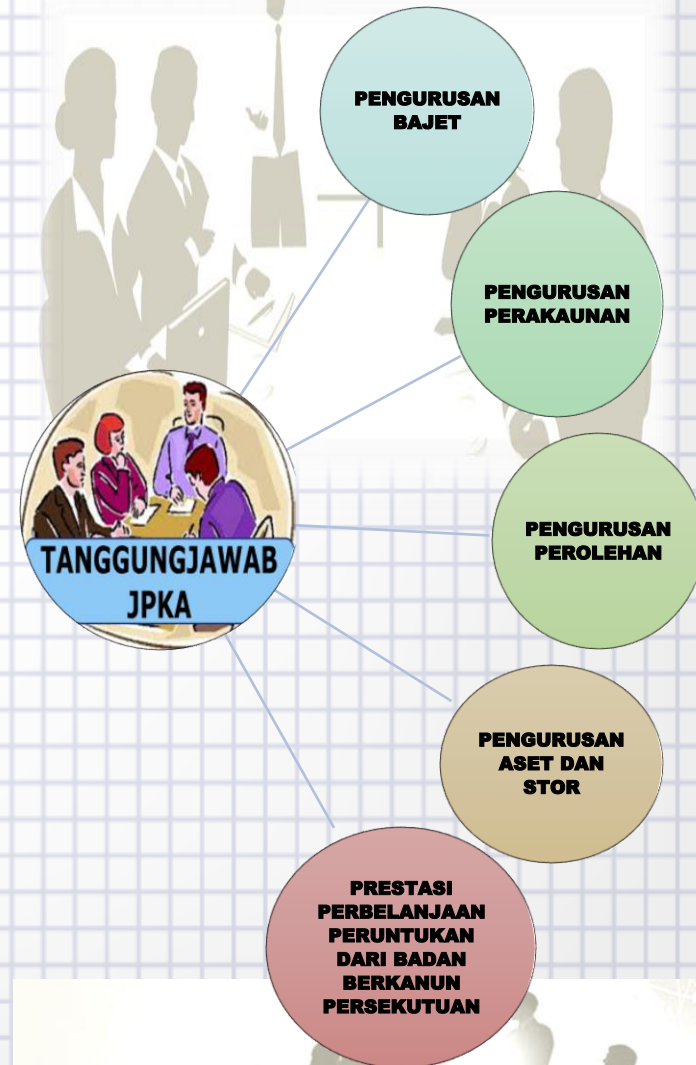 PENGURUSAN
BAJET
PENGURUSAN
PERAKAUNAN
TANGGUNGJAWAB
JPKA
PENGURUSAN
PEROLEHAN
PENGURUSAN
ASET DAN
STOR
PRESTASI
PERBELANJAAN
PERUNTUKAN
DARI BADAN
BERKANUN
PERSEKUTUAN